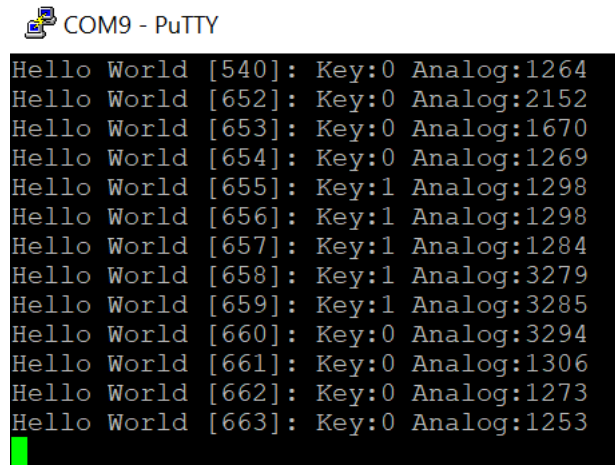 COM9 - PuTTY
Hello World [540]: Key:0 Analog:1264
Hello World [652]: Key:0 Analog:2152
Hello World [653]: Key:0 Analog:1670
Hello World [654]: Key:0 Analog:1269
Hello World [655]: Key:1 Analog:1298
Hello World [656]: Key:1 Analog:1298
Hello World [657]: Key:1 Analog:1284
Hello World [658]: Key:1 Analog:3279
Hello World [659]: Key:1 Analog:3285
Hello World [660]: Key:0 Analog:3294
Hello World [661]: Key:0 Analog:1306
Hello World [662]: Key:0 Analog:1273
Hello World [663]: Key:0 Analog:1253